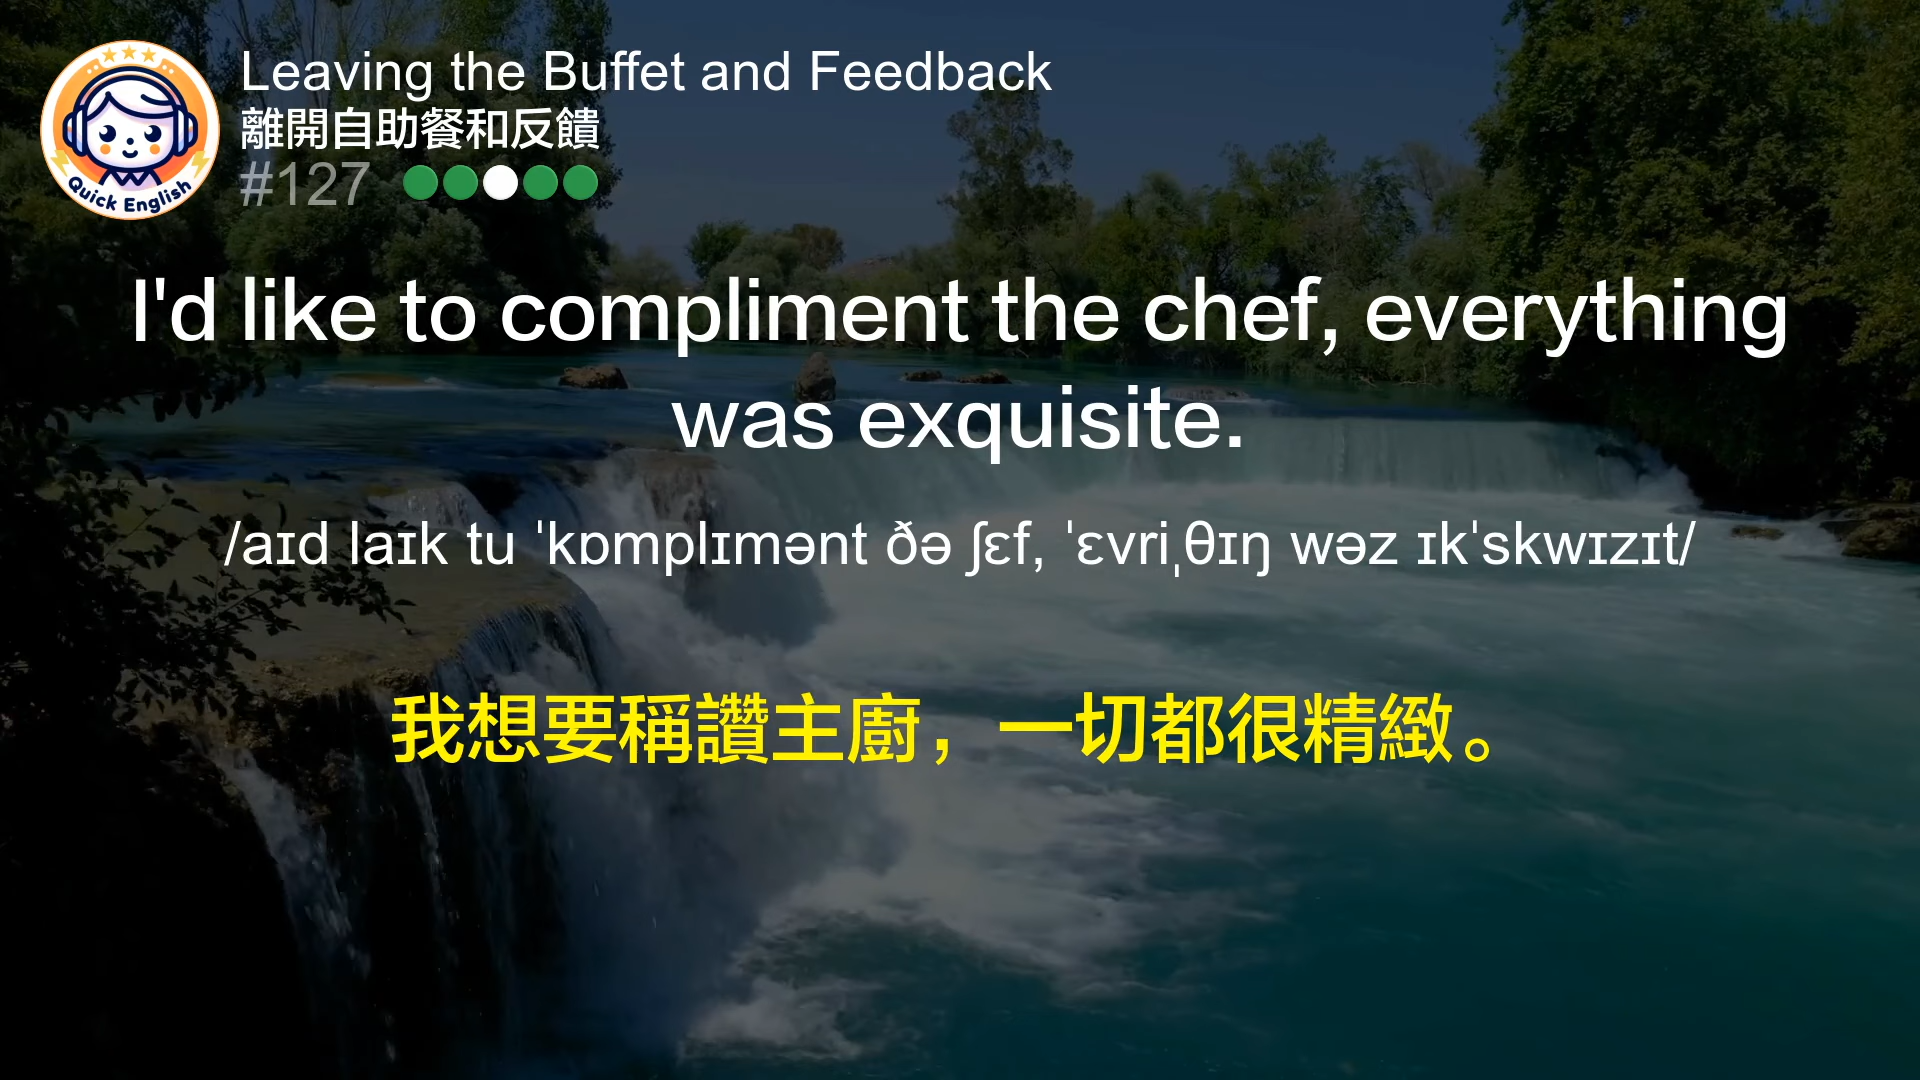 Leaving the Buffet and Feedback
離開自助餐和反饋
#127
Quick English
I'd like to compliment the chef, everything
was exquisite.
/aɪd laɪk tu ˈkɒmplɪmənt ðə ʃɛf, ˈɛvriˌθɪŋ wəz ɪkˈskwɪzɪt/
我想要稱讚主廚，一切都很精緻。